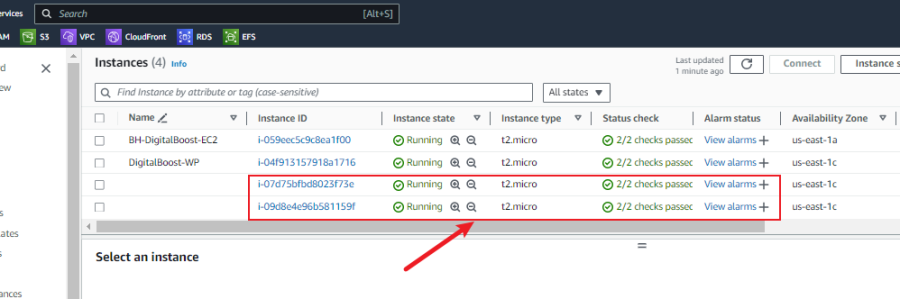 ervices Search [Alt+S]
AM S3 VPC CloudFront RDS EFS
Instances (4) Info Last updated 1 minute ago Connect Instance s
Find Instance by attribute or tag (case-sensitive) All states
Name Instance ID Instance state Instance type Status check Alarm status Availability Zone
BH-DigitalBoost-EC2 i-059eec5c9c8ea1f00 Running t2.micro 2/2 checks passec View alarms us-east-1a
DigitalBoost-WP i-04f913157918a1716 Running t2.micro 2/2 checks passec View alarms us-east-1c
i-07d75bfbd8023f73e Running t2.micro 2/2 checks passec View alarms us-east-1c
i-09d8e4e96b581159f Running t2.micro 2/2 checks passec View alarms us-east-1c
Select an instance
d
ew
s
ates
s
ances